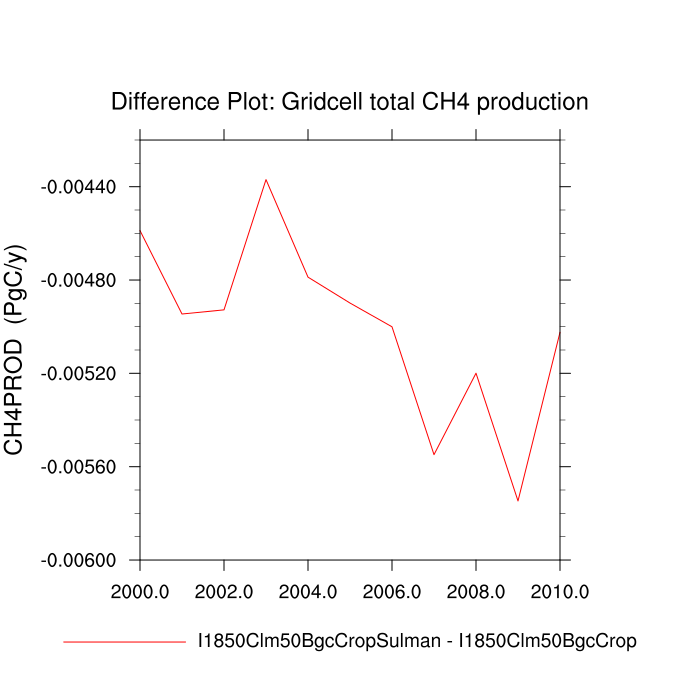 Difference Plot: Gridcell total CH4 production
CH4PROD (PgC/y)
-0.00440
-0.00480
-0.00520
-0.00560
-0.00600
2000.0 2002.0 2004.0 2006.0 2008.0 2010.0
I1850Clm50BgcCropSulman - I1850Clm50BgcCrop